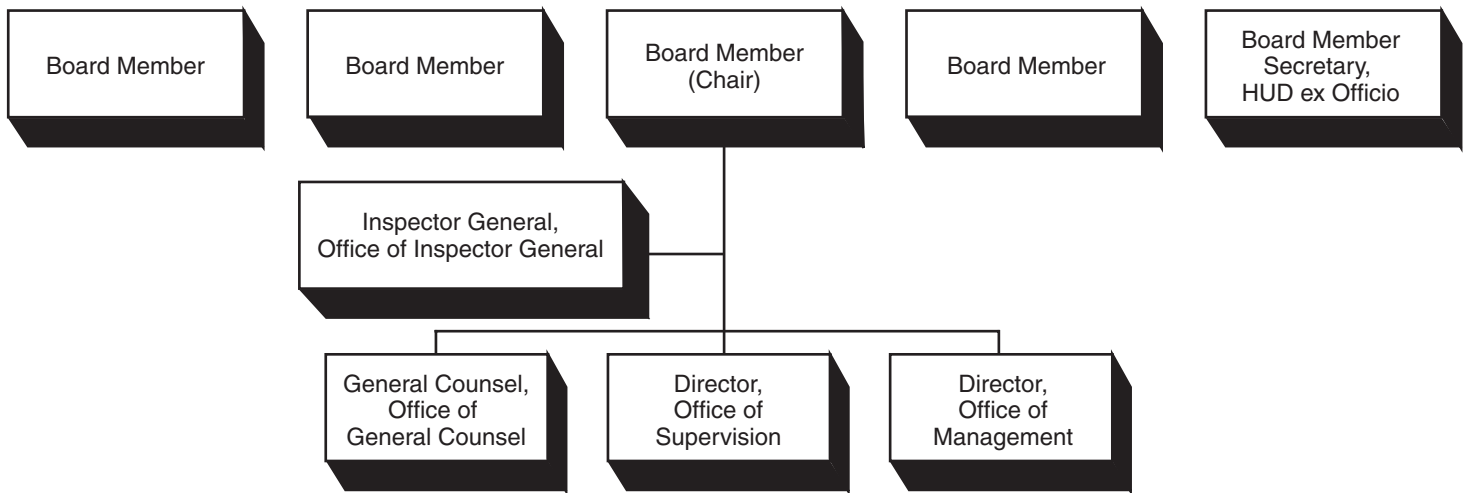 Board Member
Board Member
Board Member
(Chair)
Board Member
Board Member
Secretary,
HUD ex Officio
Inspector General,
Office of Inspector General
General Counsel,
Office of
General Counsel
Director,
Office of
Supervision
Director,
Office of
Management